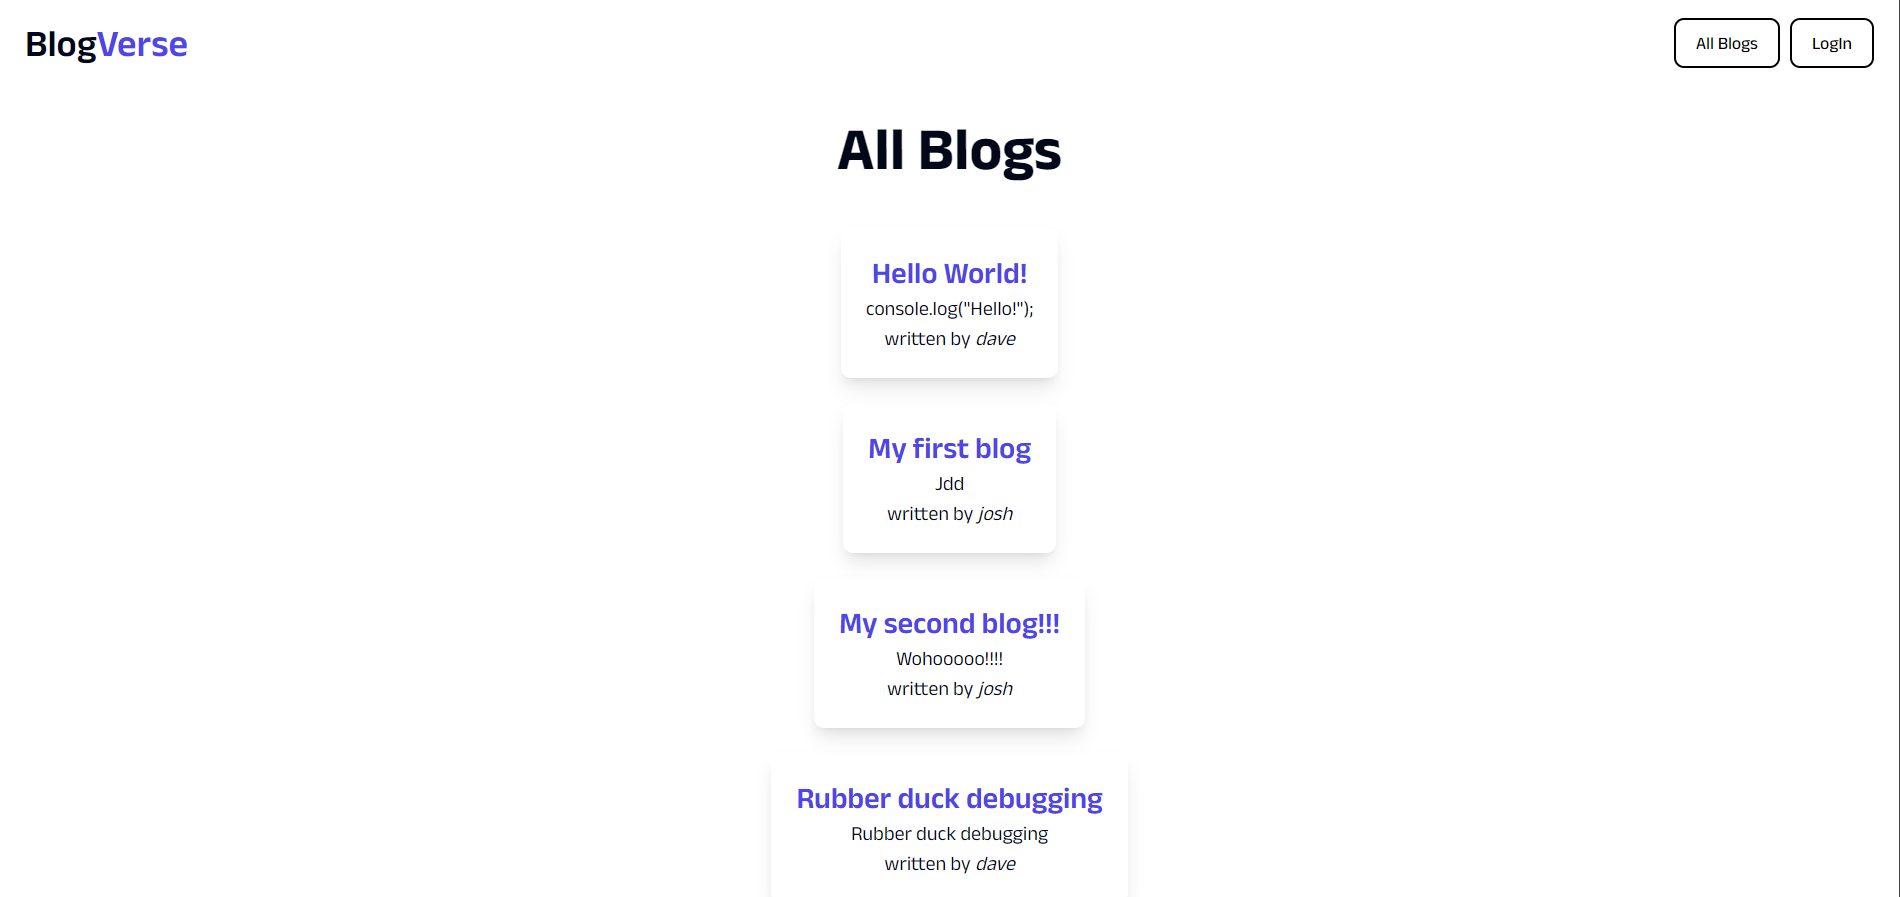 BlogVerse
All Blogs
LogIn
All Blogs
Hello World!
console.log("Hello!");
written by dave
My first blog
Jdd
written by josh
My second blog!!!
Wohooooo!!!!
written by josh
Rubber duck debugging
Rubber duck debugging
written by dave